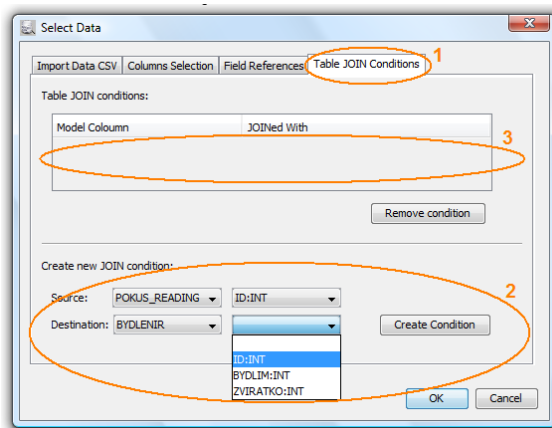 Select Data
Import Data CSV Columns Selection Field References Table JOIN Conditions 1
Table JOIN conditions:
Model Coloumn JOINed With
3
Remove condition
Create new JOIN condition:
2
Source: POKUS_READING ID:INT
Destination: BYDLENIR Create Condition
ID:INT
BYDLIM:INT
ZVIRATKO:INT
OK Cancel